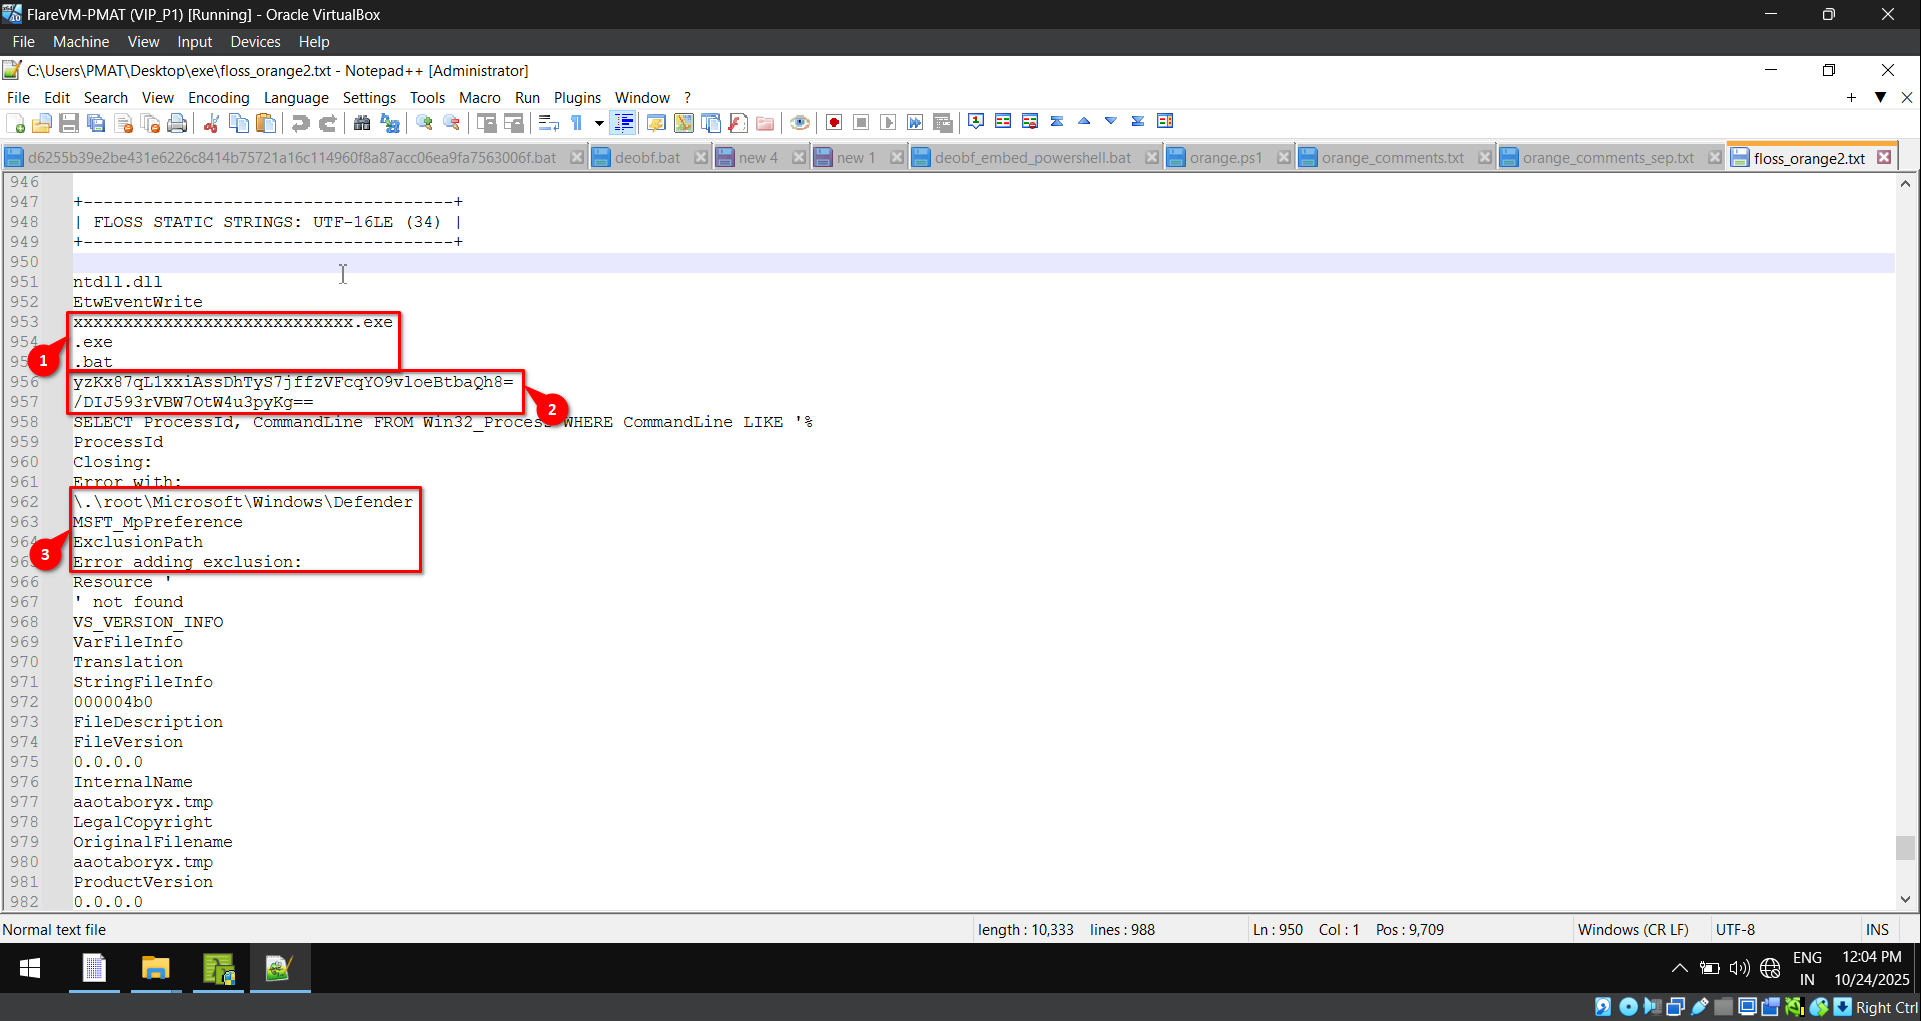 FlareVM-PMAT (VIP_P1) [Running] - Oracle VirtualBox
File Machine View Input Devices Help
C:\Users\PMAT\Desktop\exe\floss_orange2.txt - Notepad++ [Administrator]
File Edit Search View Encoding Language Settings Tools Macro Run Plugins Window ?
d6255b39e2be431e6226c8414b75721a16c114960f8a87acc06ea9fa7563006f.bat deobf.bat new 4 new 1 deobf_embed_powershell.bat orange.ps1 orange_comments.txt orange_comments_sep.txt floss_orange2.txt
946
947 +-------------------------------------+
948 | FLOSS STATIC STRINGS: UTF-16LE (34) |
949 +-------------------------------------+
950
951 ntdll.dll
952 EtwEventWrite
953 xxxxxxxxxxxxxxxxxxxxxxxxxxxx.exe
954 .exe
1
95 .bat
956 yzKx87qL1xxiAssDhTyS7jffzVFcqYO9vloeBtbaQh8=
957 /DIJ593rVBW7OtW4u3pyKg==
2
958 SELECT ProcessId, CommandLine FROM Win32_Process WHERE CommandLine LIKE '%
959 ProcessId
960 Closing:
961 Error with:
962 \.\root\Microsoft\Windows\Defender
963 MSFT_MpPreference
964 ExclusionPath
3
965 Error adding exclusion:
966 Resource '
967 ' not found
968 VS_VERSION_INFO
969 VarFileInfo
970 Translation
971 StringFileInfo
972 000004b0
973 FileDescription
974 FileVersion
975 0.0.0.0
976 InternalName
977 aaotaboryx.tmp
978 LegalCopyright
979 OriginalFilename
980 aaotaboryx.tmp
981 ProductVersion
982 0.0.0.0
Normal text file length : 10,333 lines : 988 Ln : 950 Col : 1 Pos : 9,709 Windows (CR LF) UTF-8 INS
ENG 12:04 PM
IN 10/24/2025
Right Ctrl